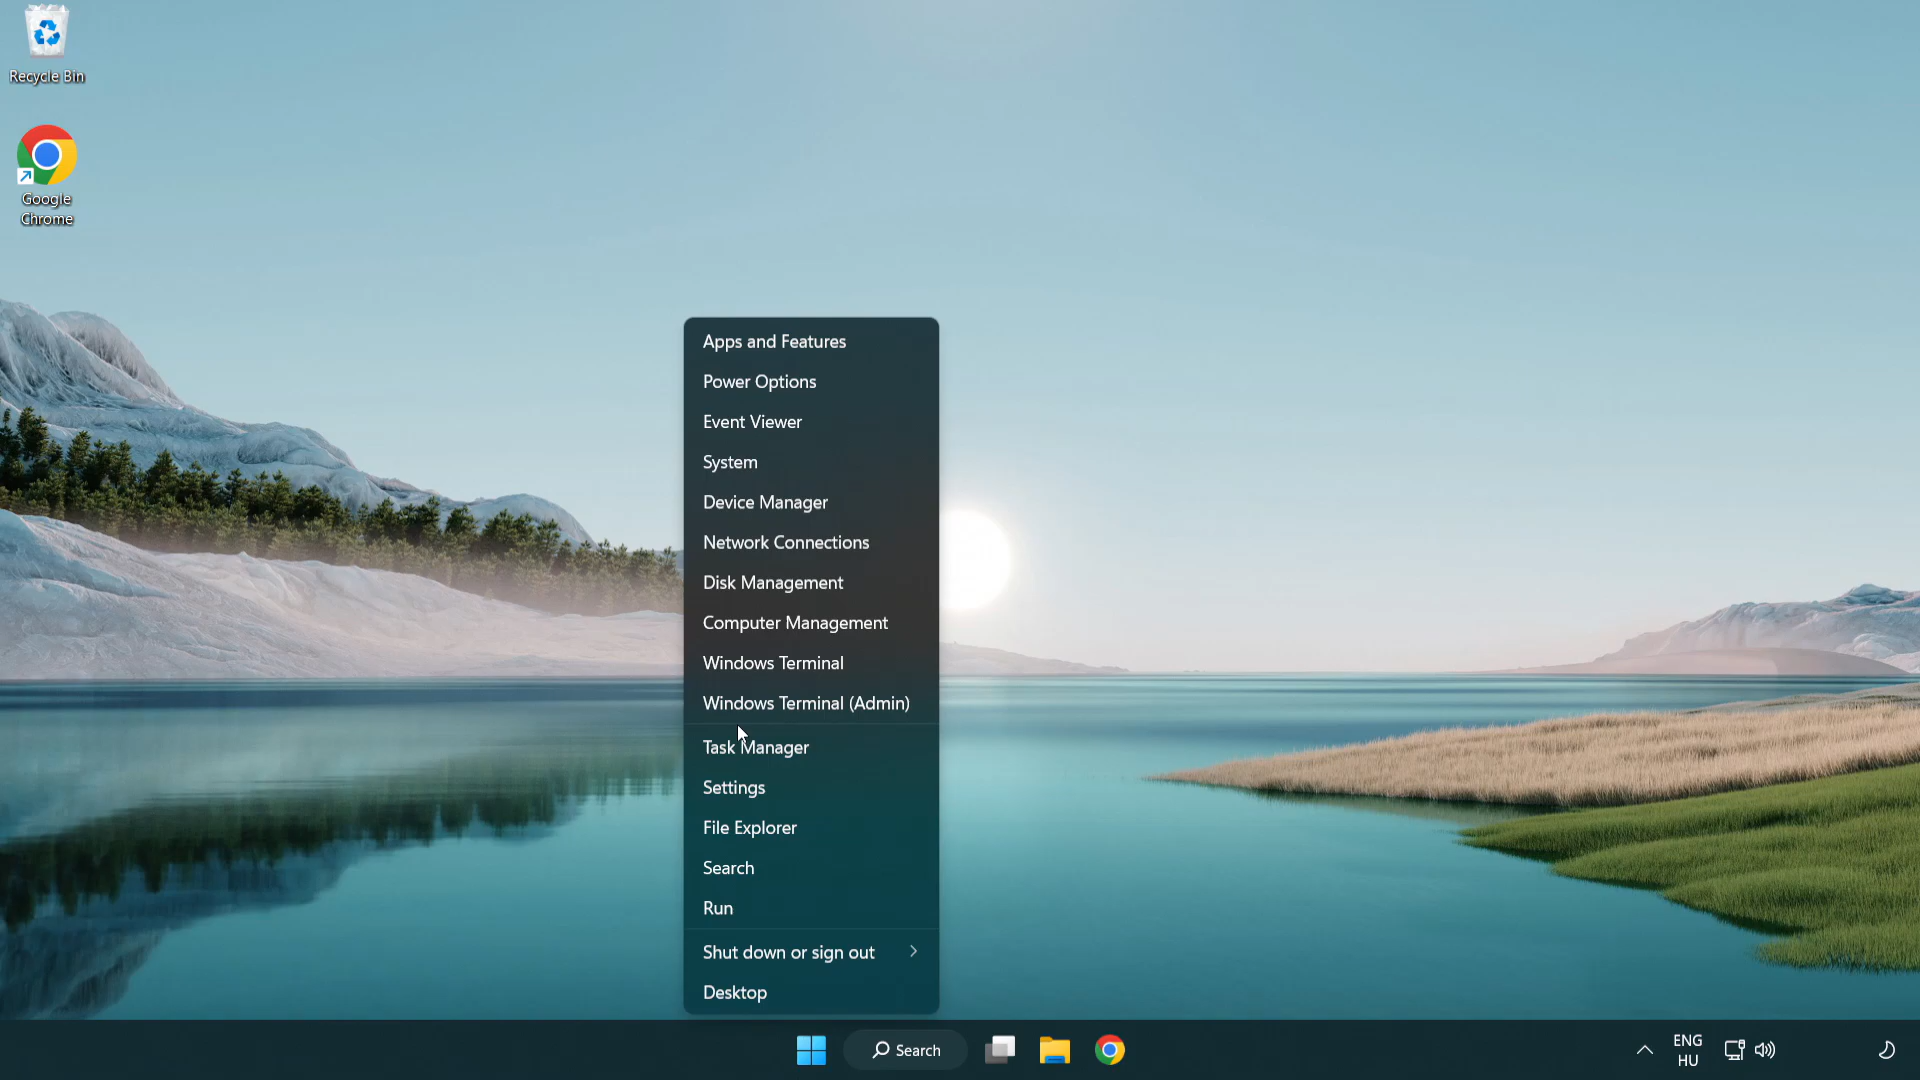 Recycle Bin
Google
Chrome
Apps and Features
Power Options
Event Viewer
System
Device Manager
Network Connections
Disk Management
Computer Management
Windows Terminal
Windows Terminal (Admin)
Task Manager
Settings
File Explorer
Search
Run
Shut down or sign out
Desktop
Search
ENG
HU